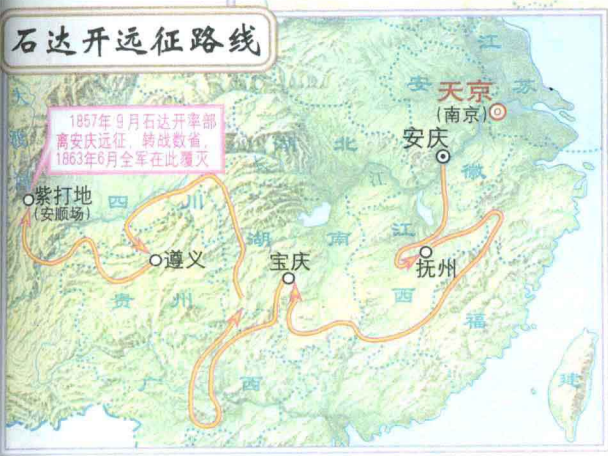 石达开远征路线
1857年9月石达开率部
离安庆远征，转战数省，
1863年6月全军在此覆灭
江
安 苏
天京
(南京)
湖 北
安庆
江
徽
紫打地
(安顺场)
四 川
湖 南
江
遵义
宝庆
抚州
贵 州
西
福
广 西
建